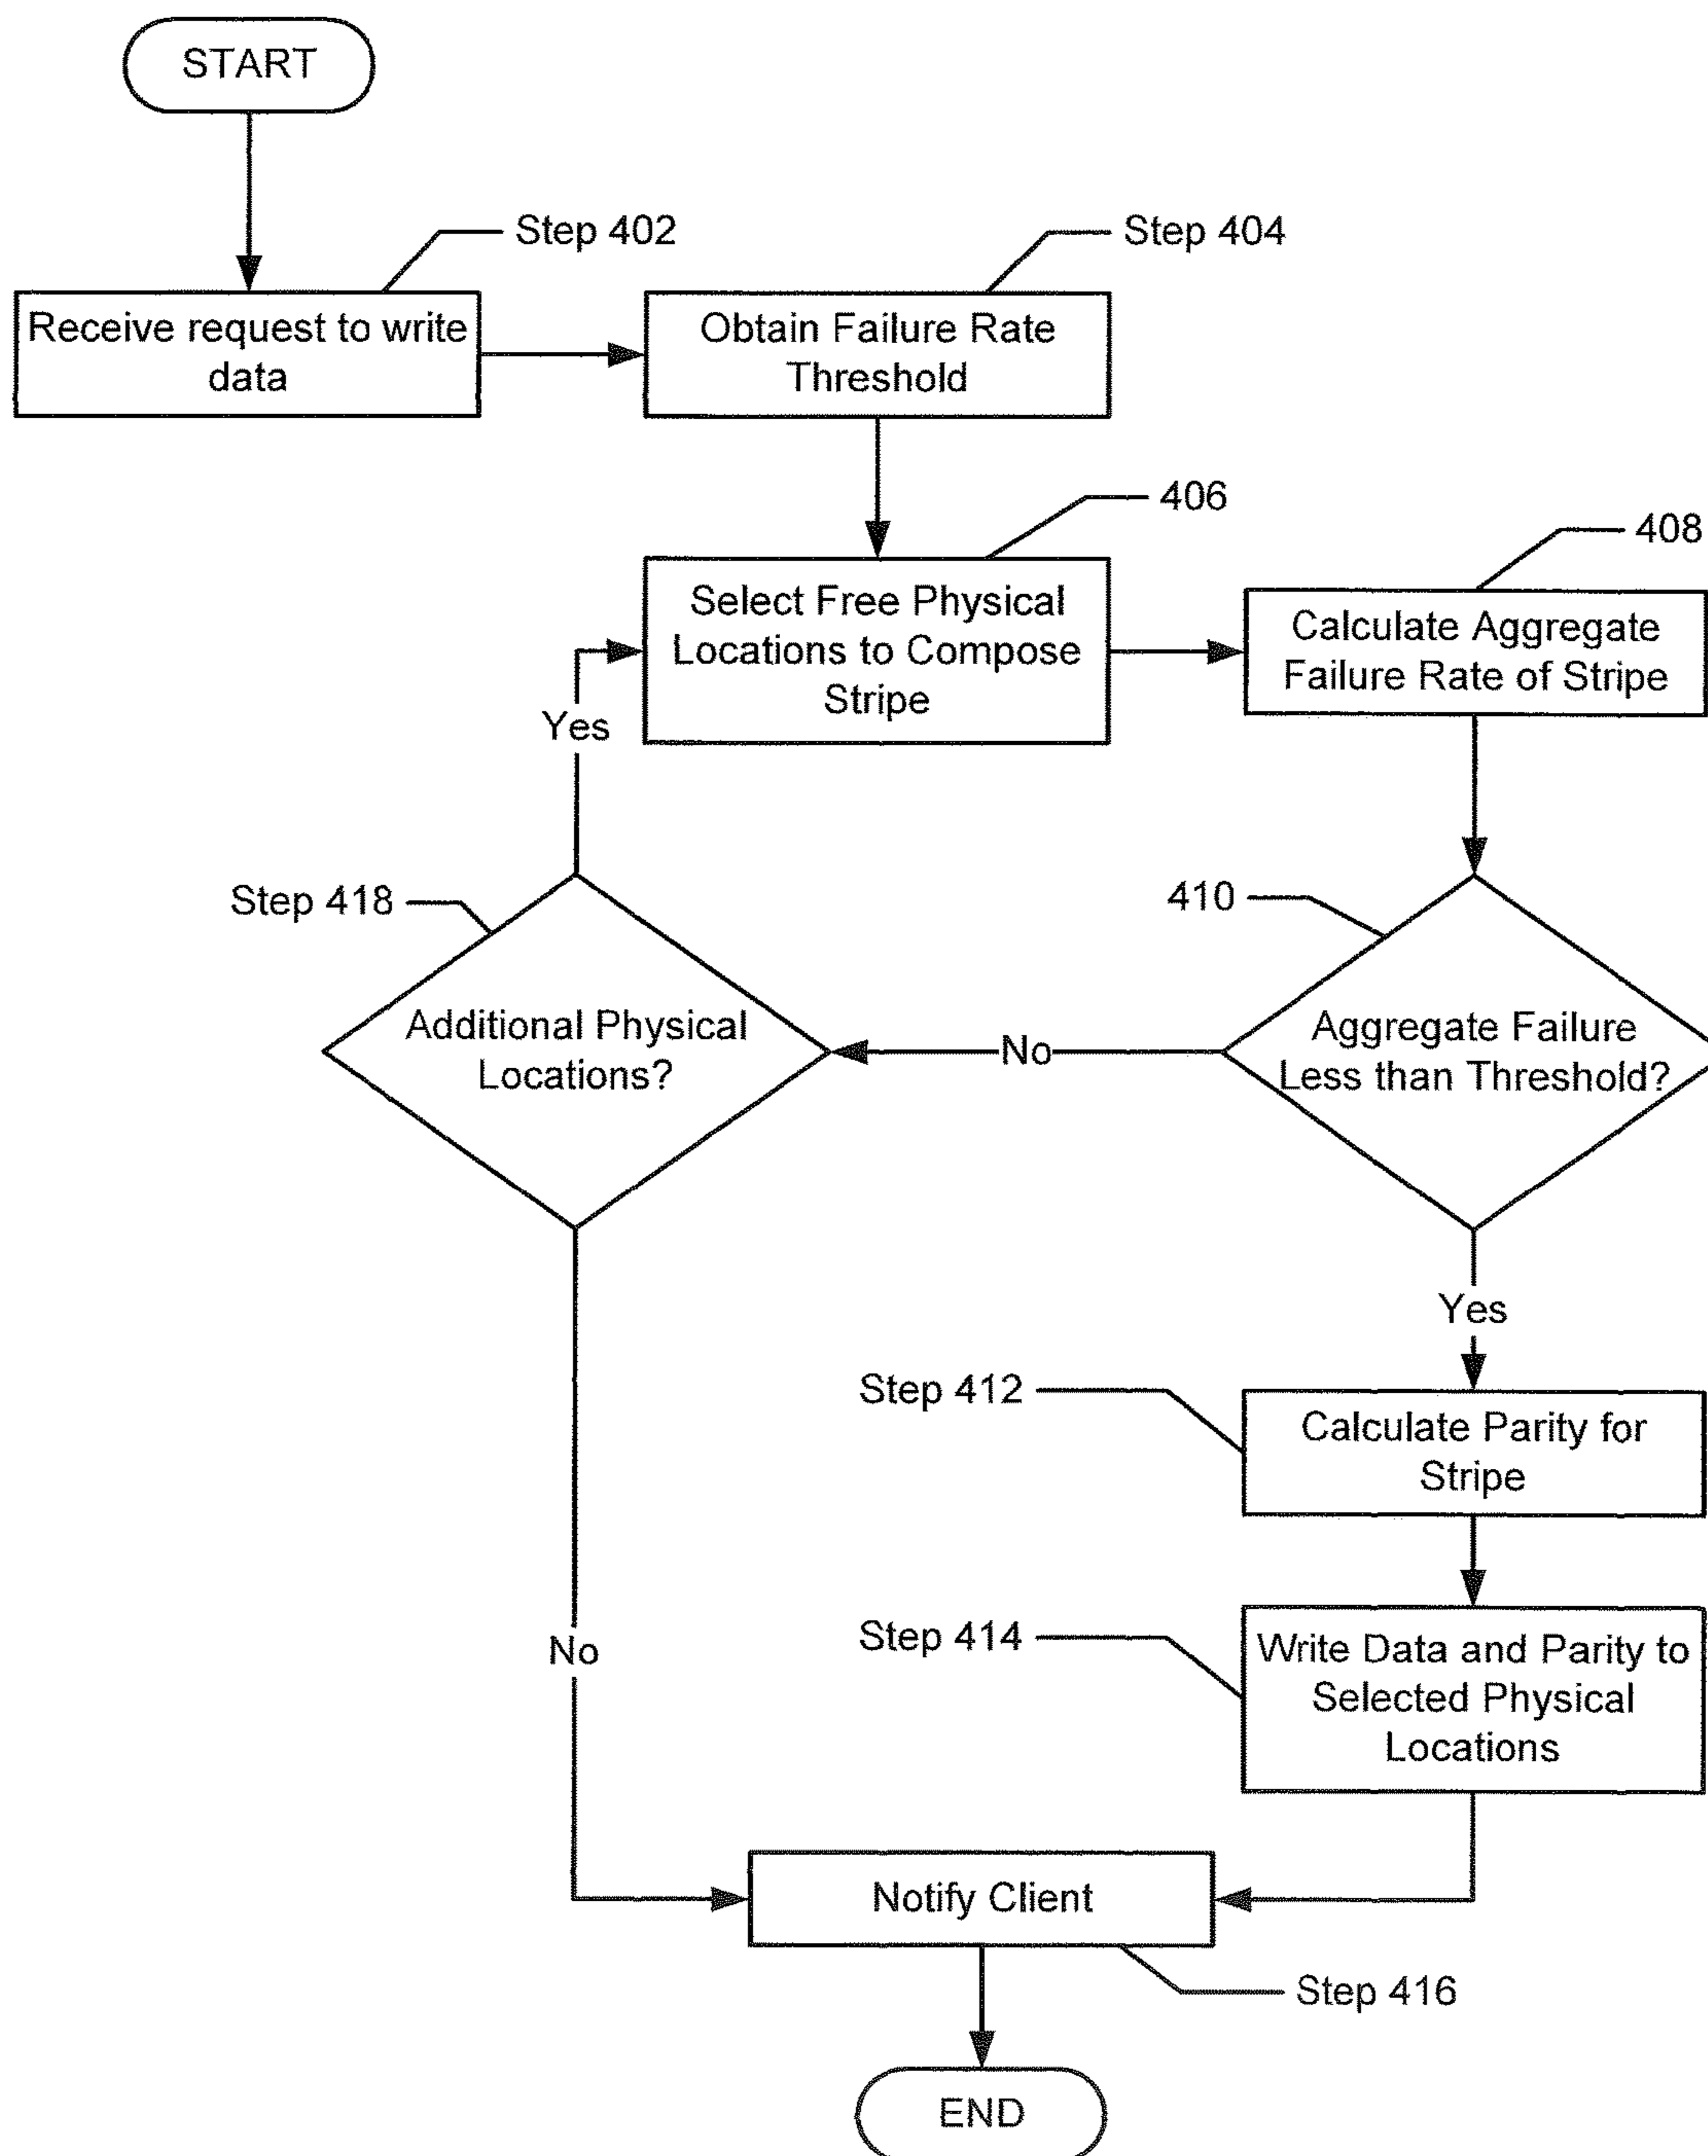 START
Step 402
Step 404
Receive request to write
data
Obtain Failure Rate
Threshold
406
408
Select Free Physical
Locations to Compose
Stripe
Calculate Aggregate
Failure Rate of Stripe
Yes
Step 418
410
Additional Physical
Locations?
No
Aggregate Failure
Less than Threshold?
Yes
Step 412
Calculate Parity for
Stripe
Step 414
Write Data and Parity to
Selected Physical
Locations
No
Notify Client
Step 416
END